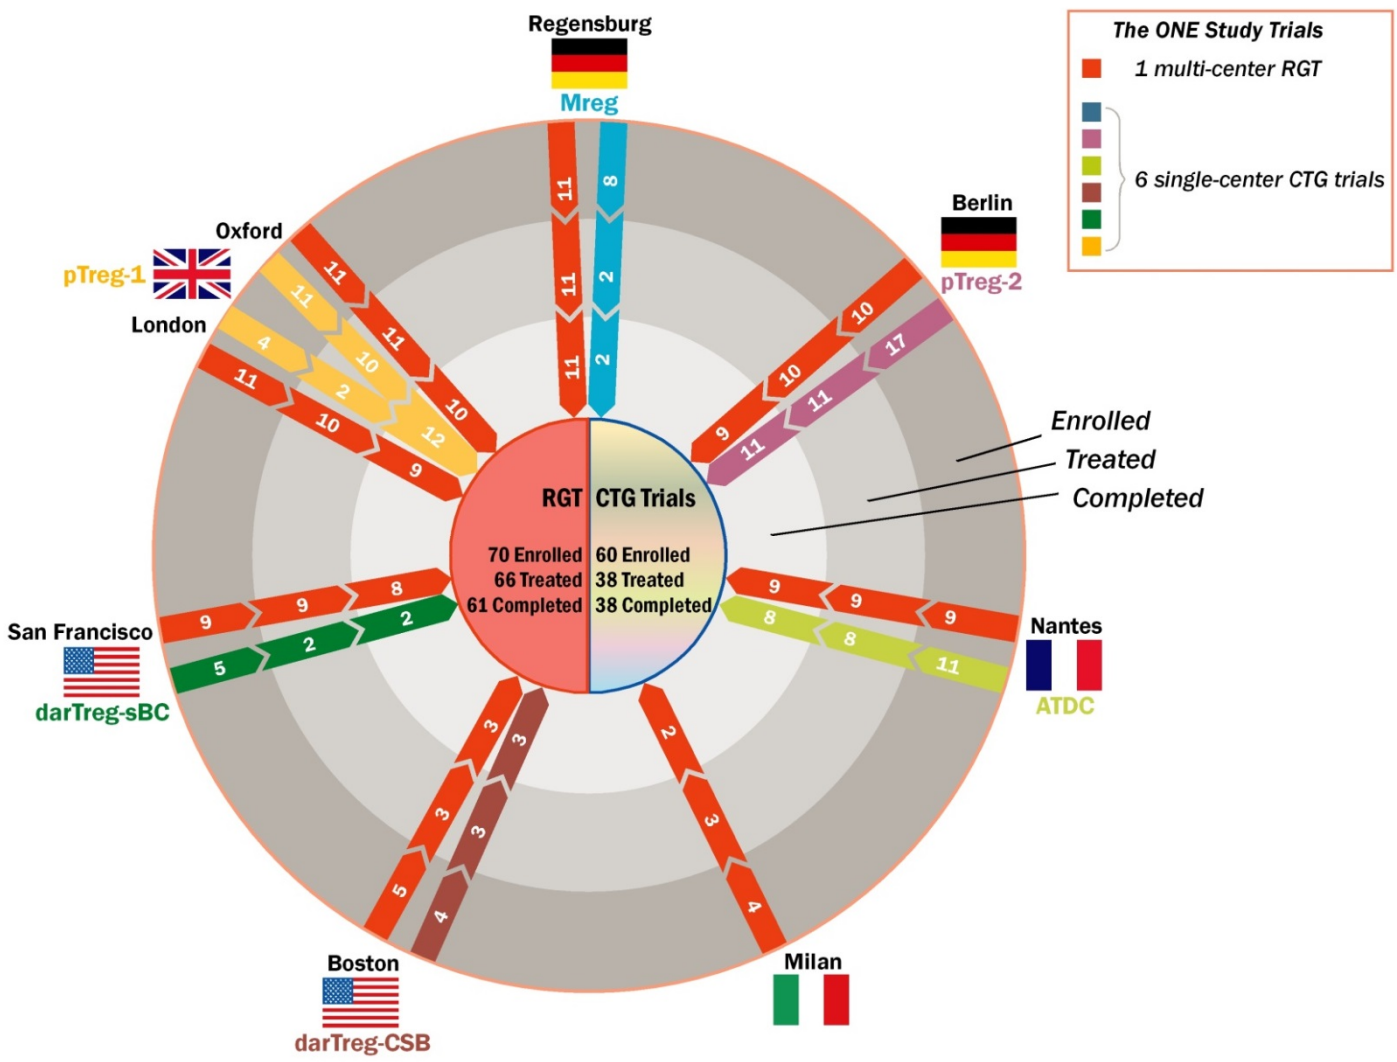 Regensburg
Mreg
The ONE Study Trials
1 multi-center RGT
6 single-center CTG trials
Oxford
pTreg-1
London
Berlin
pTreg-2
11
11
11
8
2
2
10
10
9
17
11
11
11
11
10
11
10
4
2
12
11
10
9
Enrolled
Treated
Completed
RGT
70 Enrolled
66 Treated
61 Completed
CTG Trials
60 Enrolled
38 Treated
38 Completed
9
9
8
5
2
2
San Francisco
darTreg-sBC
9
9
9
8
8
11
Nantes
ATDC
3
3
5
3
3
4
Boston
darTreg-CSB
2
3
4
Milan